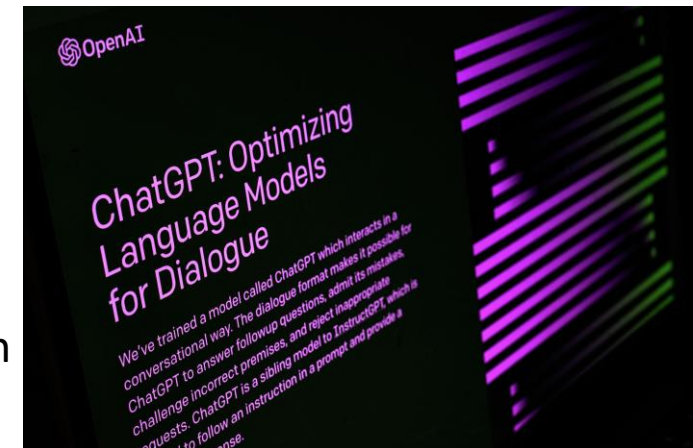 OpenAI
ChatGPT: Optimizing
Language Models
for Dialogue
We've trained a model called ChatGPT which interacts in a
conversational way. The dialogue format makes it possible for
ChatGPT to answer followup questions, admit its mistakes,
challenge incorrect premises, and reject inappropriate
requests. ChatGPT is a sibling model to InstructGPT, which is
to follow an instruction in a prompt and provide a